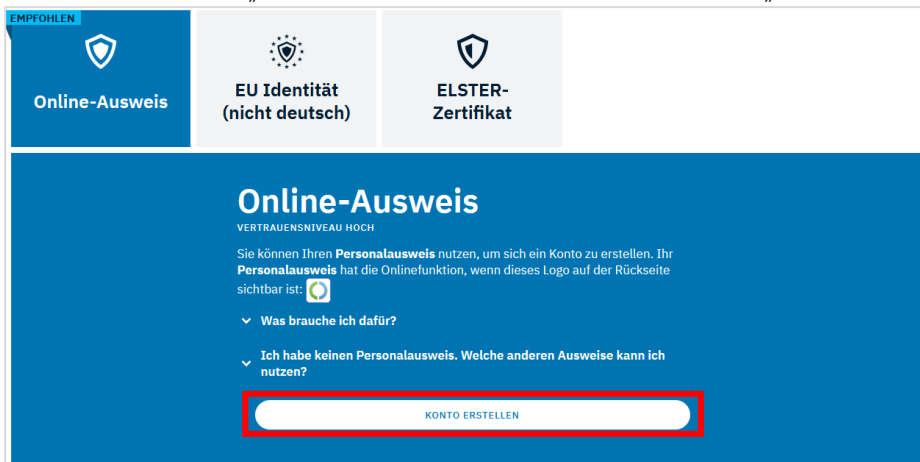 „ „
EMPFOHLEN
Online-Ausweis
EU Identität
(nicht deutsch)
ELSTER-
Zertifikat
Online-Ausweis
VERTRAUENSNIVEAU HOCH
Sie können Ihren Personalausweis nutzen, um sich ein Konto zu erstellen. Ihr
Personalausweis hat die Onlinefunktion, wenn dieses Logo auf der Rückseite
sichtbar ist:
Was brauche ich dafür?
Ich habe keinen Personalausweis. Welche anderen Ausweise kann ich
nutzen?
KONTO ERSTELLEN